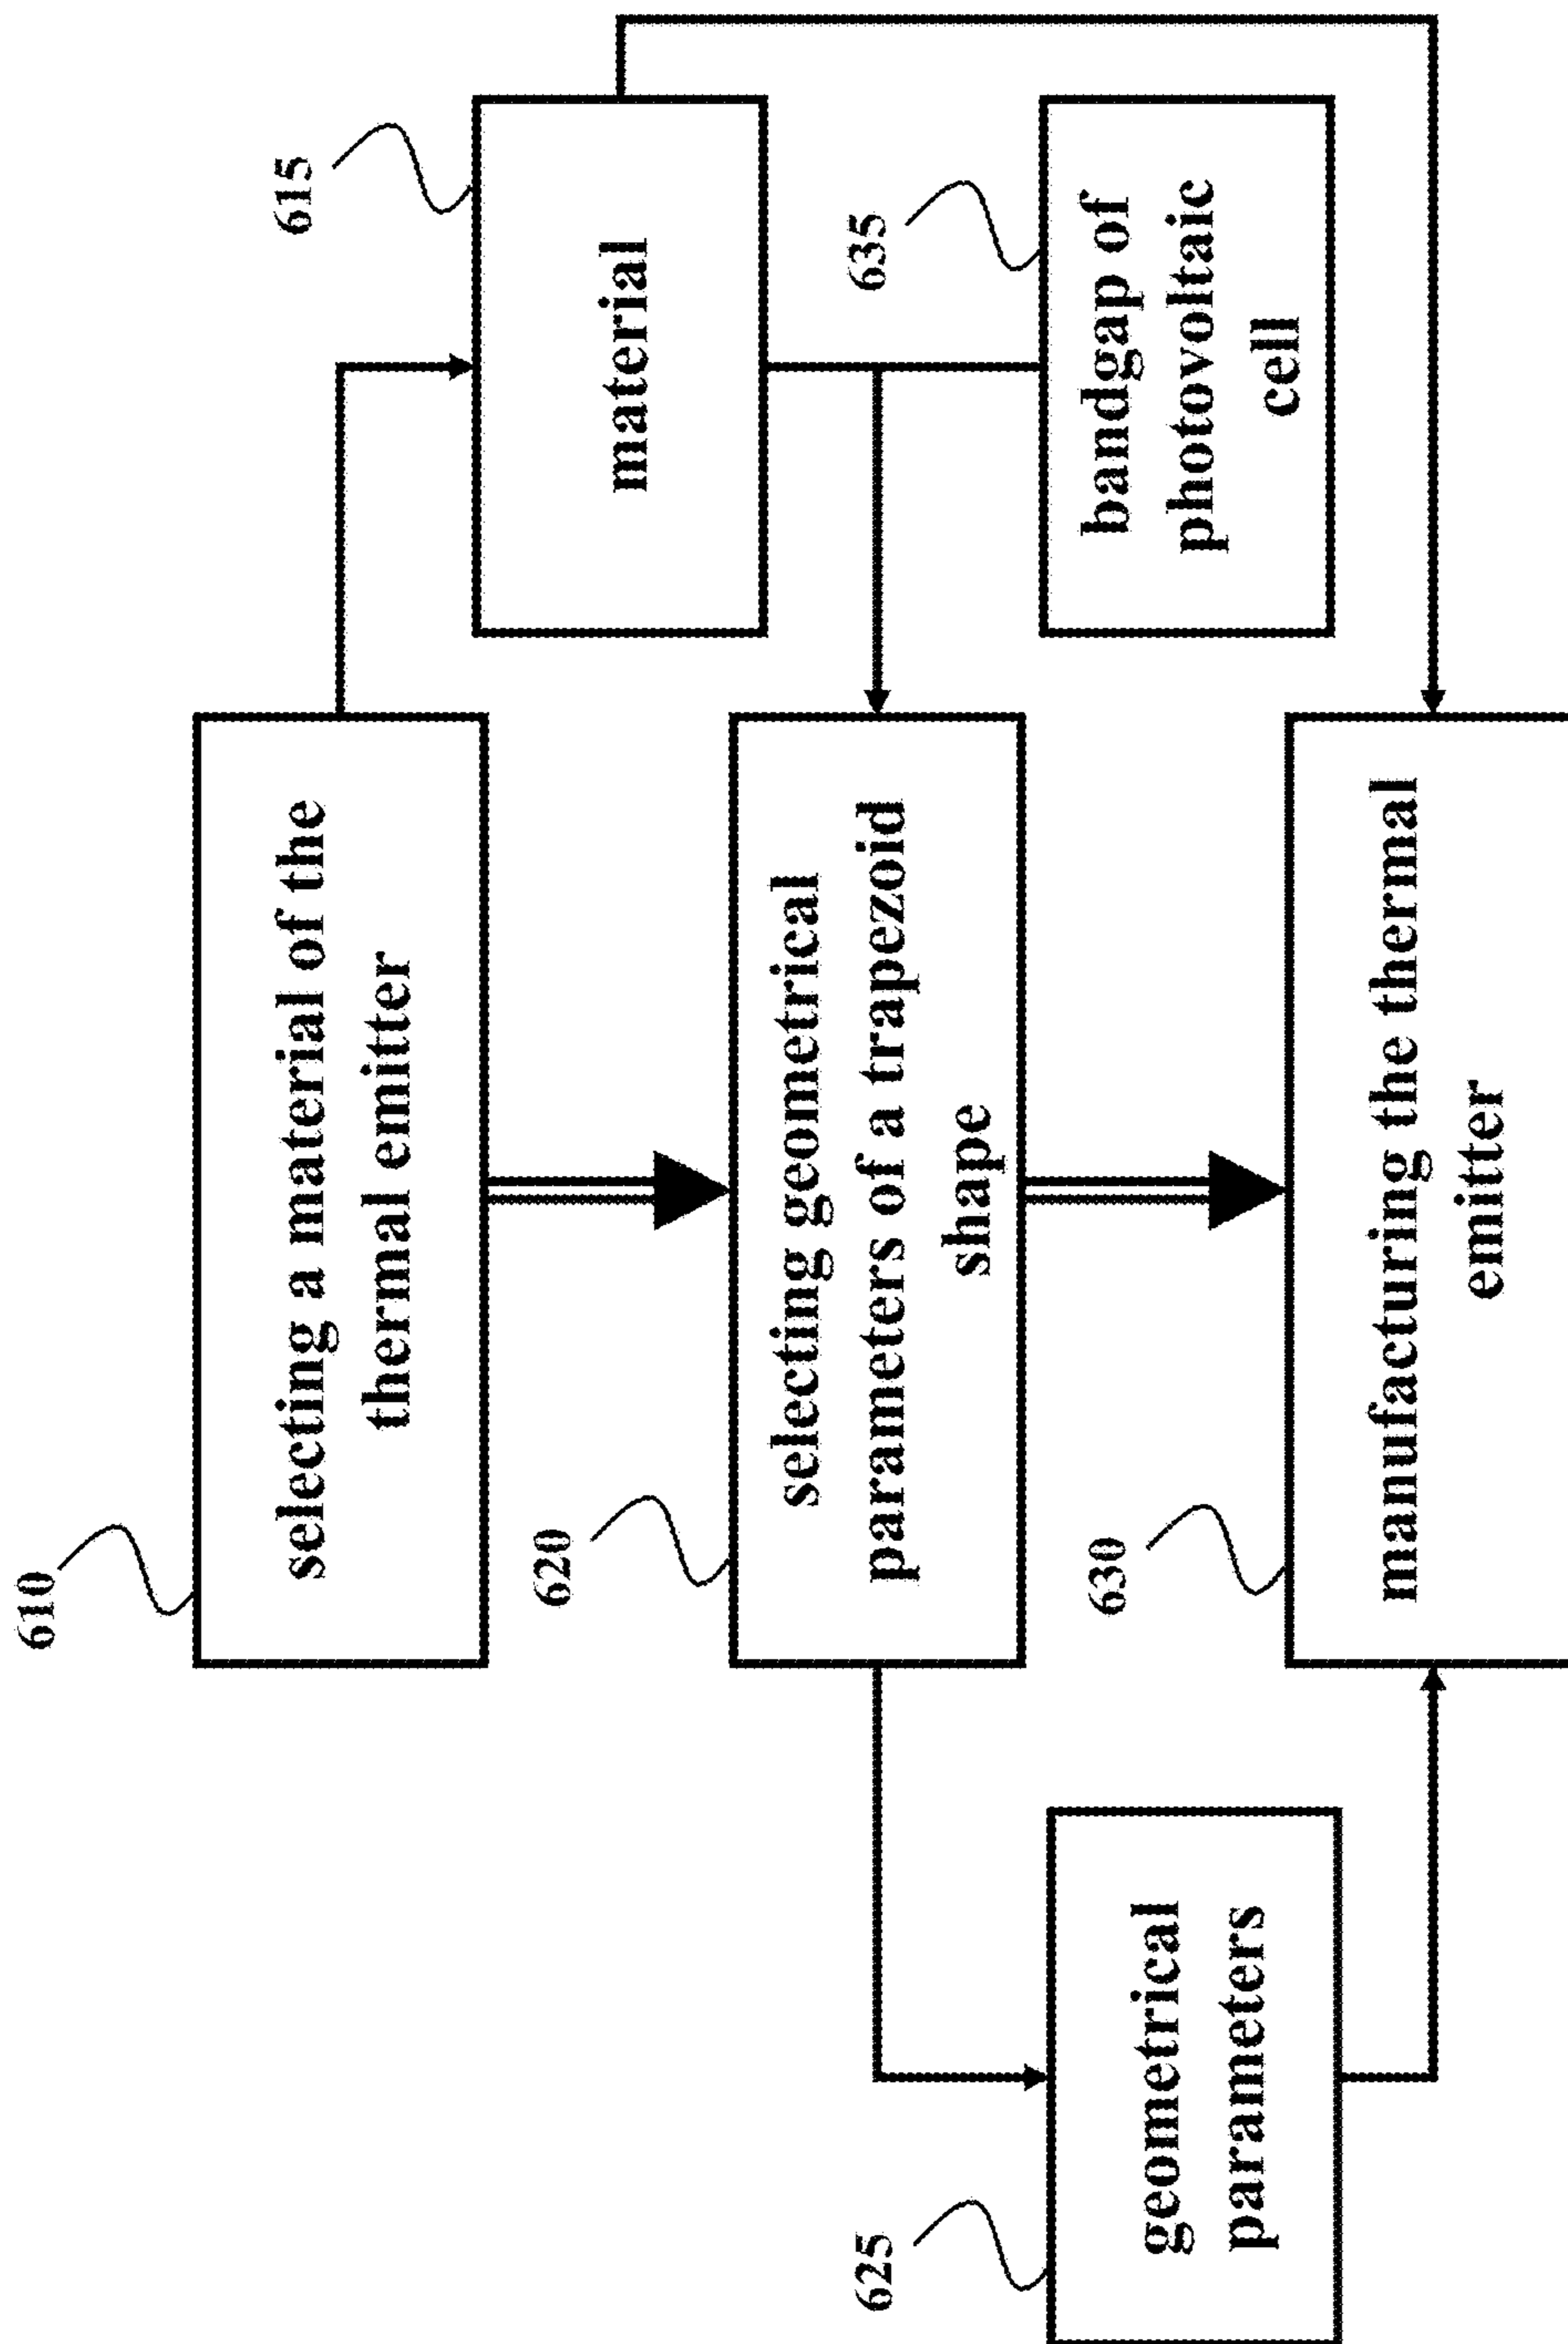 610
selecting a material of the
thermal emitter
615
material
620
selecting geometrical
parameters of a trapezoid
shape
635
bandgap of
photovoltaic
cell
625
geometrical
parameters
630
manufacturing the thermal
emitter